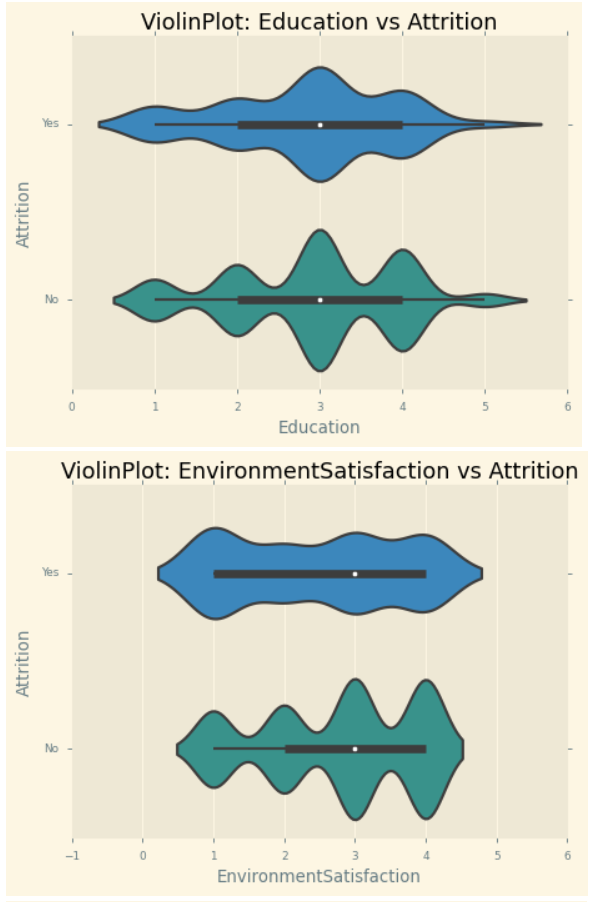 ViolinPlot: Education vs Attrition
Yes
Attrition
No
0 1 2 3 4 5 6
Education
ViolinPlot: EnvironmentSatisfaction vs Attrition
Yes
Attrition
No
−1 0 1 2 3 4 5 6
EnvironmentSatisfaction